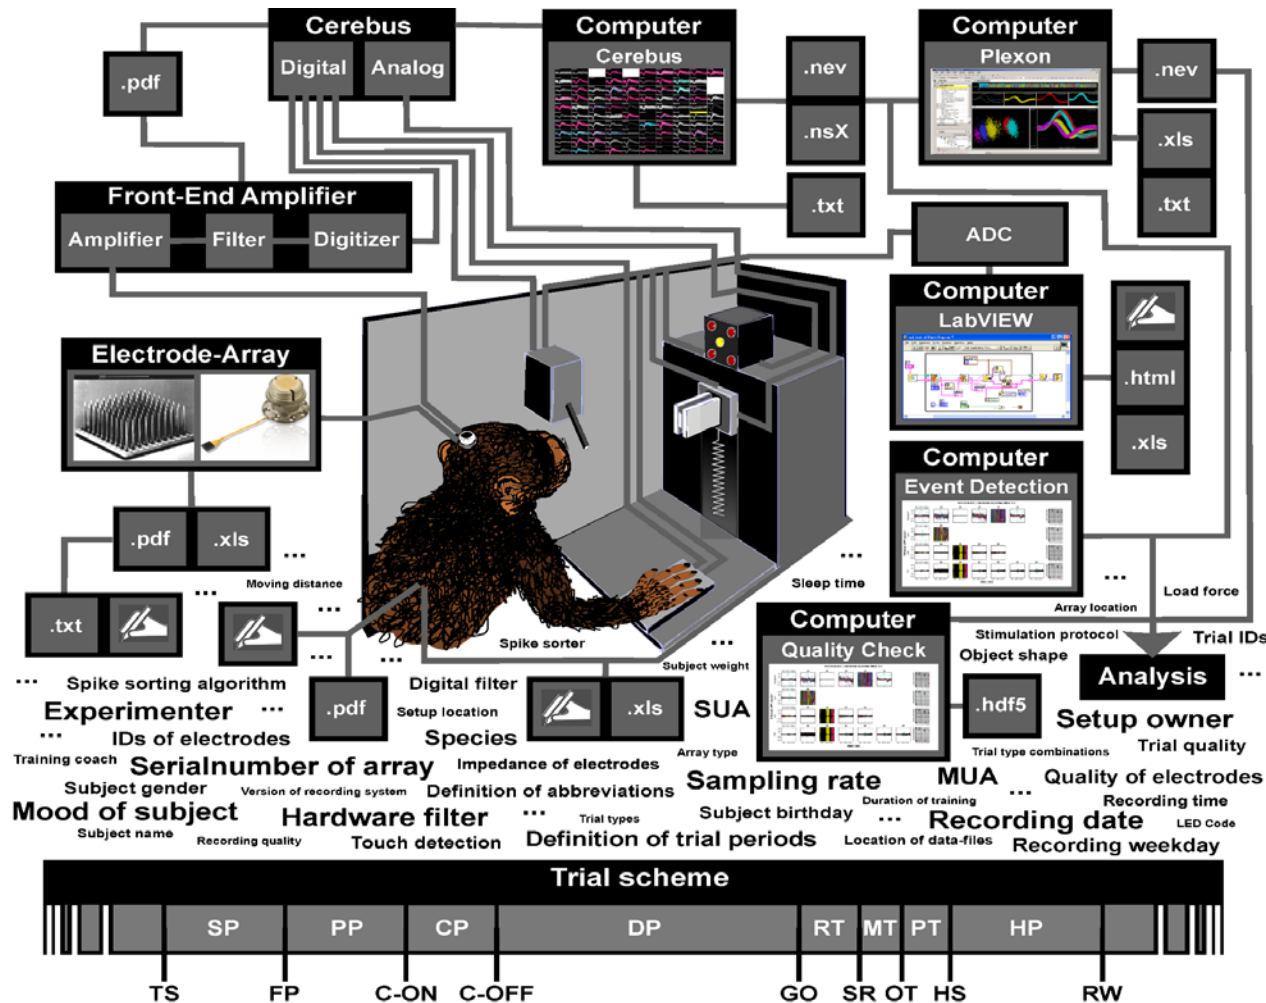 Cerebus
Digital
Analog
Computer
Cerebus
Computer
Plexon
.pdf
.nev
.nsX
.txt
.nev
.xls
.txt
Front-End Amplifier
Amplifier
Filter
Digitizer
ADC
Computer
LabVIEW
.html
.xls
Electrode-Array
Computer
Event Detection
.pdf
.xls
...
Moving distance
...
Sleep time
...
Load force
Array location
.txt
...
...
Spike sorter
...
Subject weight
Computer
Quality Check
Stimulation protocol
Object shape
Trial IDs
...
Analysis
...
... Spike sorting algorithm
...
Digital filter
.pdf
.xls
SUA
.hdf5
Experimenter ...
Setup location
Setup owner
... IDs of electrodes
Species
Array type
Trial type combinations
Trial quality
Training coach
Serialnumber of array
Impedance of electrodes
Sampling rate
MUA
Quality of electrodes
Subject gender
Version of recording system
Definition of abbreviations
Duration of training
...
Recording time
Mood of subject
Hardware filter
...
Trial types
Subject birthday
...
Recording date
LED Code
Subject name
Recording quality
Touch detection
Definition of trial periods
Location of data-files
Recording weekday
Trial scheme
SP PP CP DP RT MT PT HP
TS FP C-ON C-OFF GO SR OT HS RW